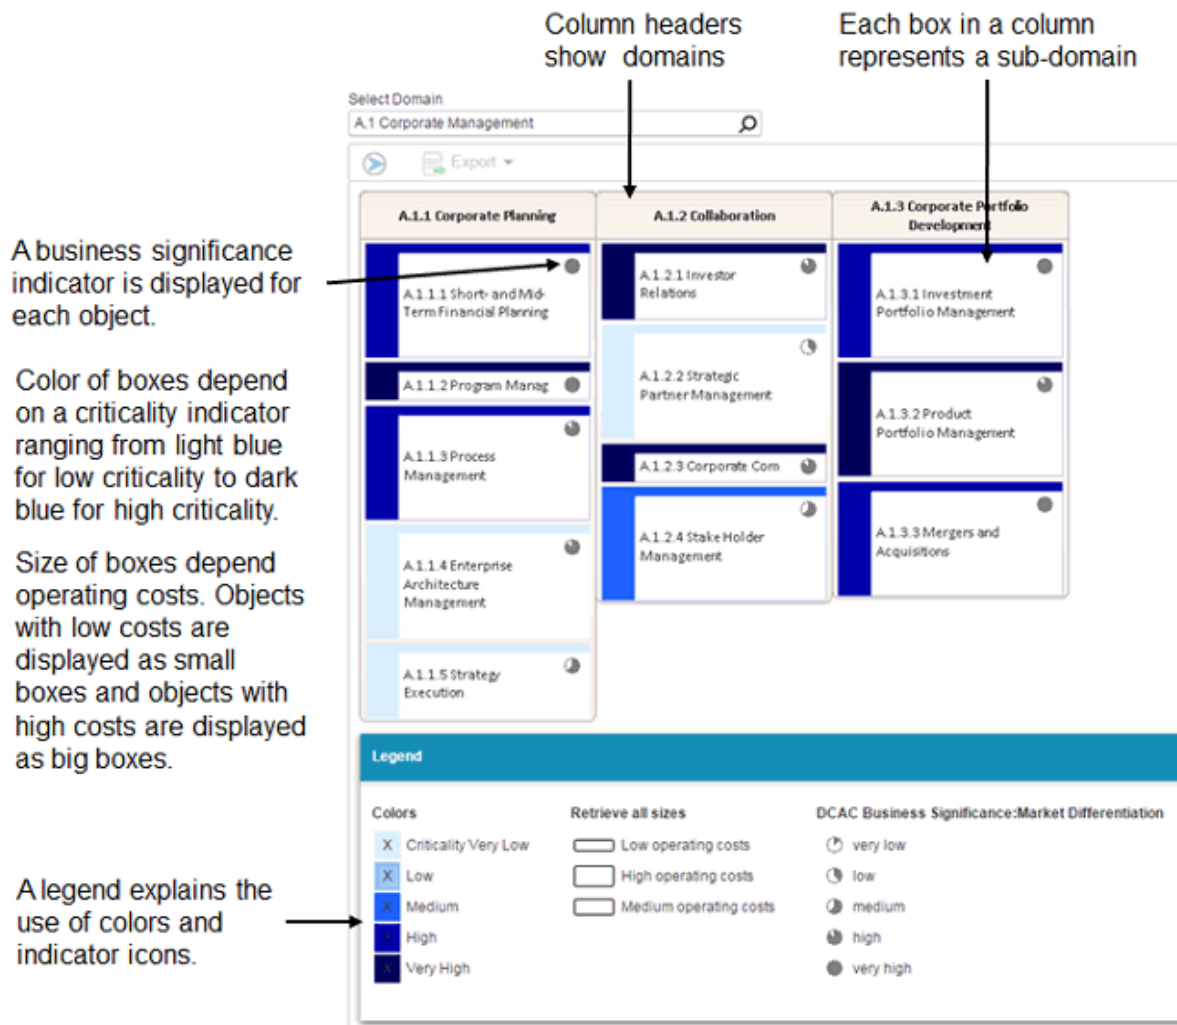 Column headers
show domains
Each box in a column
represents a sub-domain
Select Domain
A.1 Corporate Management
Export
A.1.1 Corporate Planning
A.1.2 Collaboration
A.1.3 Corporate Portfolio
Development
A business significance
indicator is displayed for
each object.
A.1.1.1 Short- and Mid-
Term Financial Planning
A.1.1.2 Program Manag
A.1.1.3 Process
Management
A.1.1.4 Enterprise
Architecture
Management
A.1.1.5 Strategy
Execution
A.1.2.1 Investor
Relations
A.1.2.2 Strategic
Partner Management
A.1.2.3 Corporate Com
A.1.2.4 Stake Holder
Management
A.1.3.1 Investment
Portfolio Management
A.1.3.2 Product
Portfolio Management
A.1.3.3 Mergers and
Acquisitions
Color of boxes depend
on a criticality indicator
ranging from light blue
for low criticality to dark
blue for high criticality.
Size of boxes depend
operating costs. Objects
with low costs are
displayed as small
boxes and objects with
high costs are displayed
as big boxes.
A legend explains the
use of colors and
indicator icons.
Legend
Colors
X Criticality Very Low
X Low
X Medium
High
X Very High
Retrieve all sizes
Low operating costs
High operating costs
Medium operating costs
DCAC Business Significance:Market Differentiation
very low
low
medium
high
very high